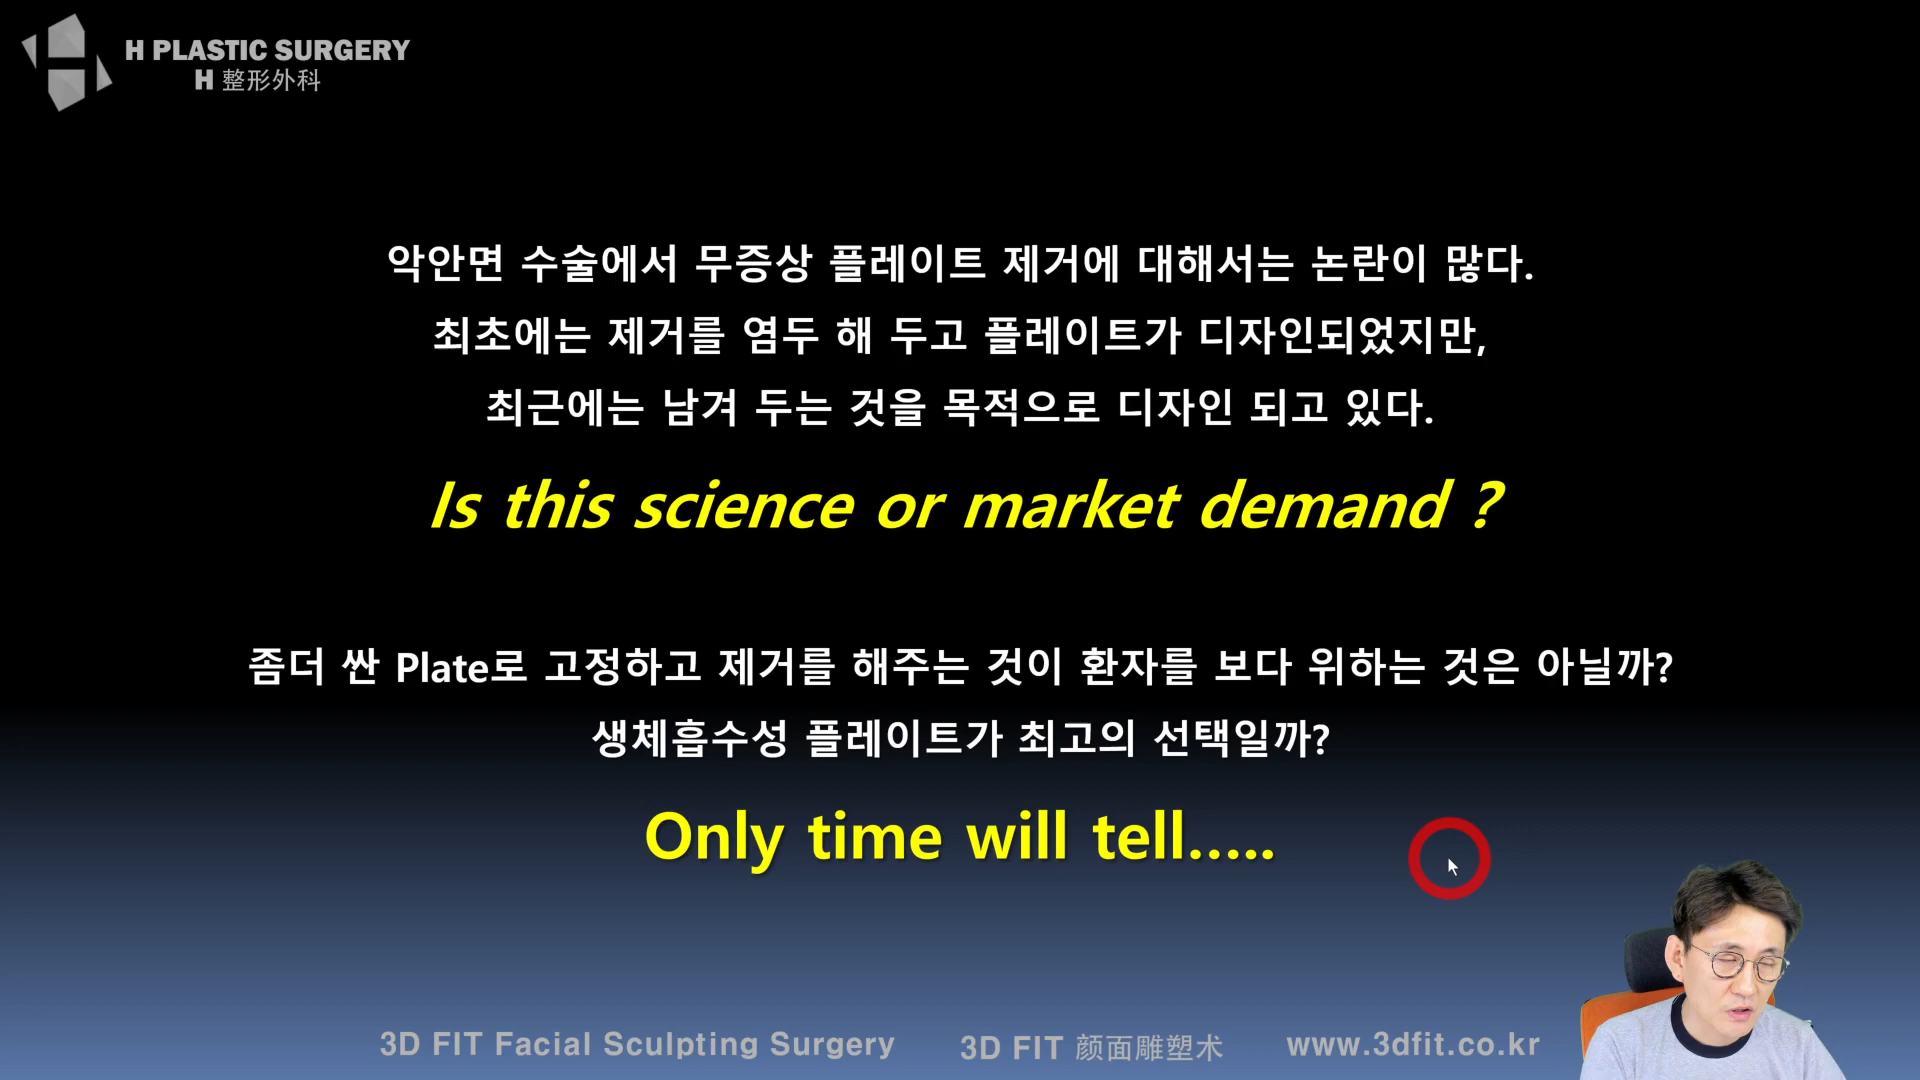 H PLASTIC SURGERY
H 整形外科
악안면 수술에서 무증상 플레이트 제거에 대해서는 논란이 많다.
최초에는 제거를 염두 해 두고 플레이트가 디자인되었지만,
최근에는 남겨 두는 것을 목적으로 디자인 되고 있다.
Is this science or market demand ?
좀더 싼 Plate로 고정하고 제거를 해주는 것이 환자를 보다 위하는 것은 아닐까?
생체흡수성 플레이트가 최고의 선택일까?
Only time will tell…..
3D FIT Facial Sculpting Surgery 3D FIT 颜面雕塑术 www.3dfit.co.kr